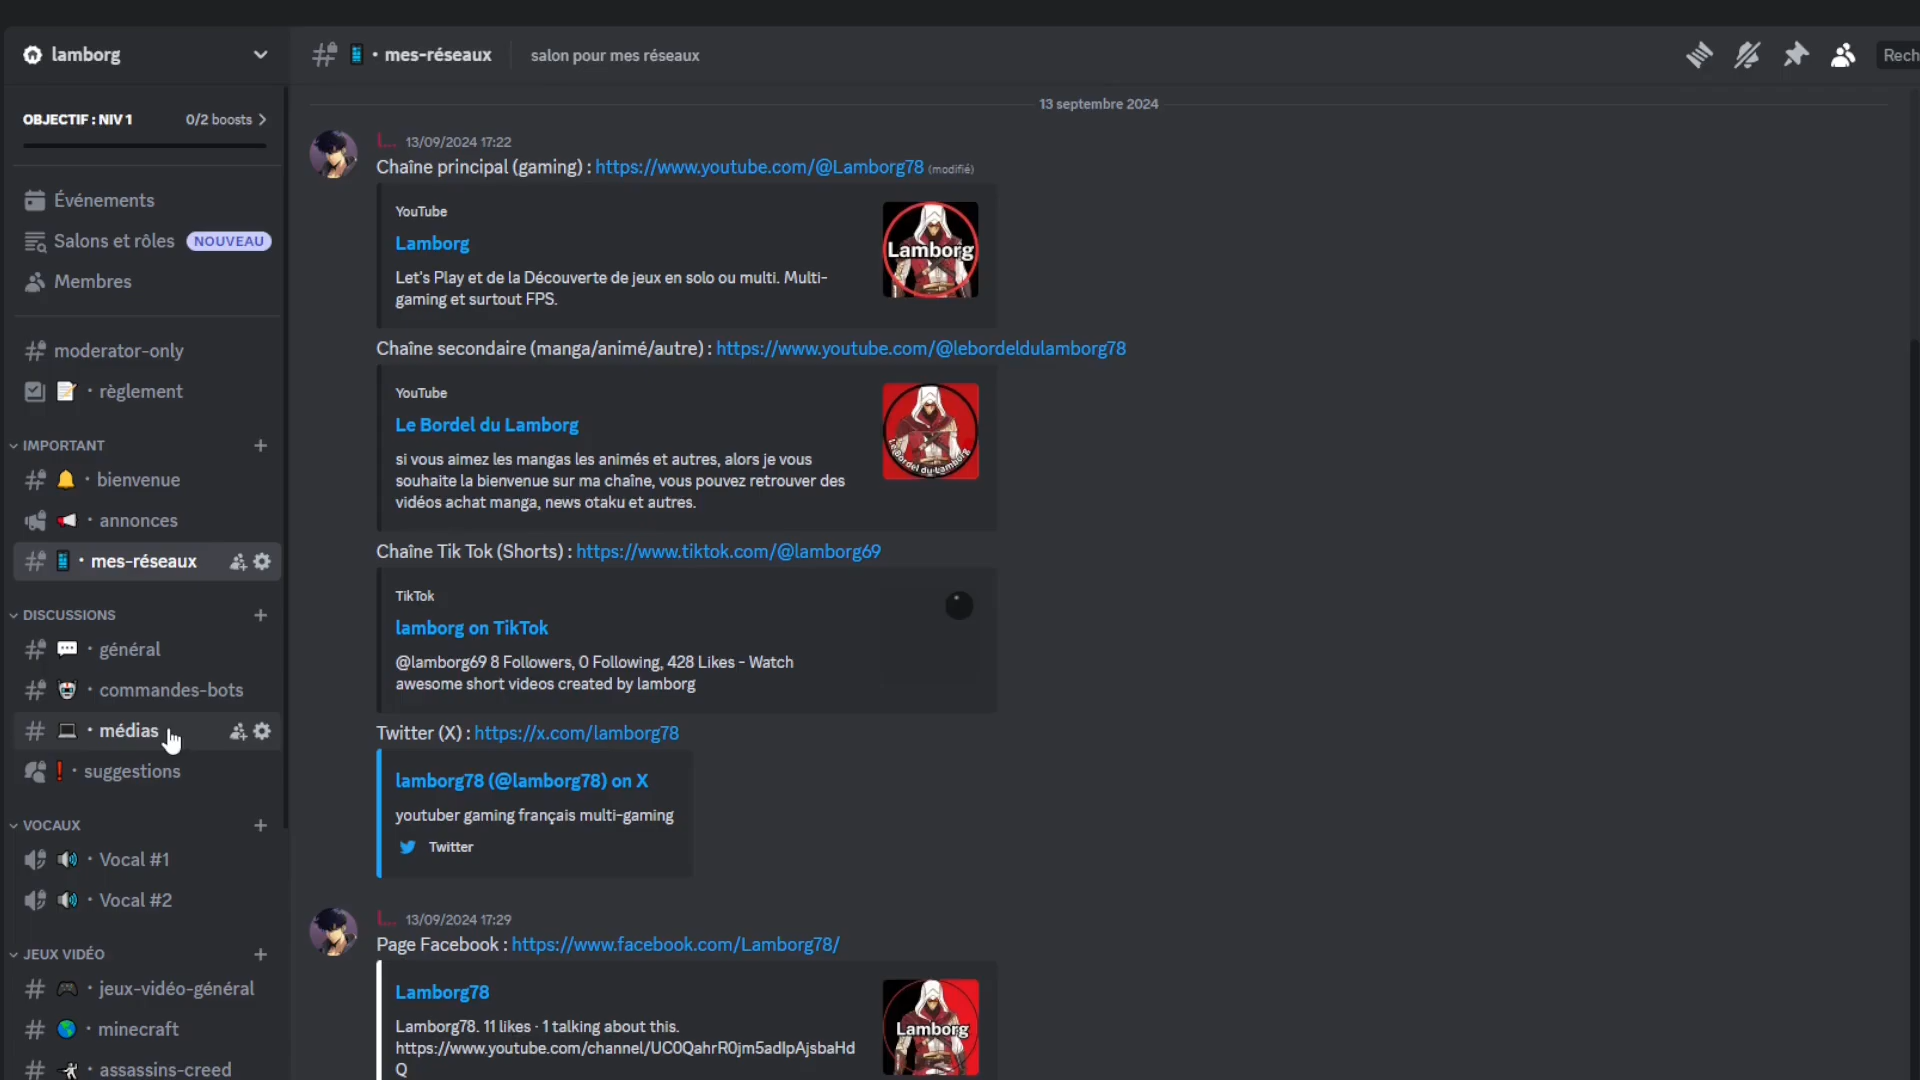 lamborg
OBJECTIF : NIV 1 0/2 boosts
Événements
Salons et rôles NOUVEAU
Membres
moderator-only
· règlement
IMPORTANT
· bienvenue
· annonces
· mes-réseaux
DISCUSSIONS
· général
· commandes-bots
· médias
· suggestions
VOCAUX
· Vocal #1
· Vocal #2
JEUX VIDÉO
· jeux-vidéo-général
· minecraft
· assassins-creed
· mes-réseaux salon pour mes réseaux
Rech
13 septembre 2024
L... 13/09/2024 17:22
Chaîne principal (gaming) : https://www.youtube.com/@Lamborg78 (modifié)
YouTube
Lamborg
Let's Play et de la Découverte de jeux en solo ou multi. Multi-
gaming et surtout FPS.
Lamborg
Chaîne secondaire (manga/animé/autre) : https://www.youtube.com/@lebordeldulamborg78
YouTube
Le Bordel du Lamborg
si vous aimez les mangas les animés et autres, alors je vous
souhaite la bienvenue sur ma chaîne, vous pouvez retrouver des
vidéos achat manga, news otaku et autres.
Le Bordel du Lamborg
Chaîne Tik Tok (Shorts) : https://www.tiktok.com/@lamborg69
TikTok
lamborg on TikTok
@lamborg69 8 Followers, 0 Following, 428 Likes - Watch
awesome short videos created by lamborg
Twitter (X) : https://x.com/lamborg78
lamborg78 (@lamborg78) on X
youtuber gaming français multi-gaming
Twitter
L... 13/09/2024 17:29
Page Facebook : https://www.facebook.com/Lamborg78/
Lamborg78
Lamborg78. 11 likes · 1 talking about this.
https://www.youtube.com/channel/UC0QahrR0jm5adIpAjsbaHd
Q
Lamborg